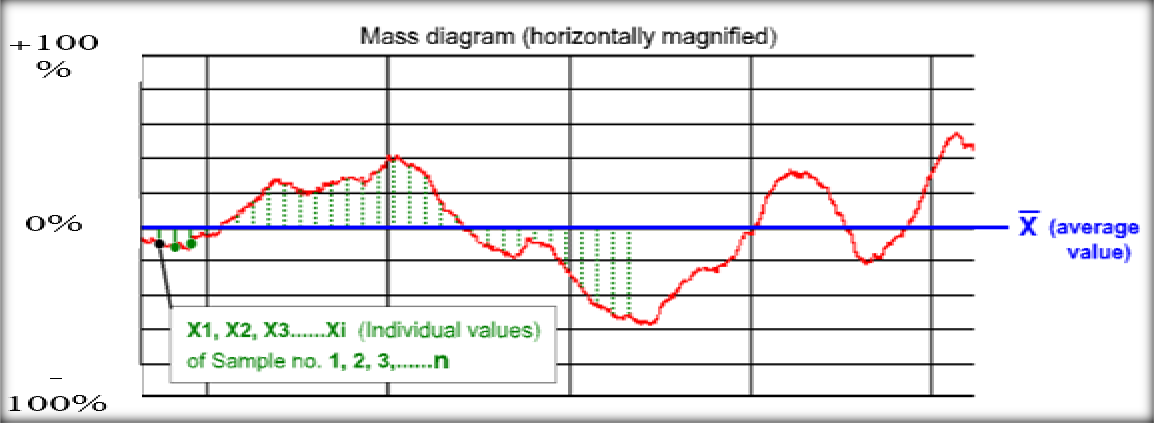 Mass diagram (horizontally magnified)
+100
%
0%
X̅ (average
value)
X1, X2, X3......Xi (Individual values)
of Sample no. 1, 2, 3,......n
–
100%